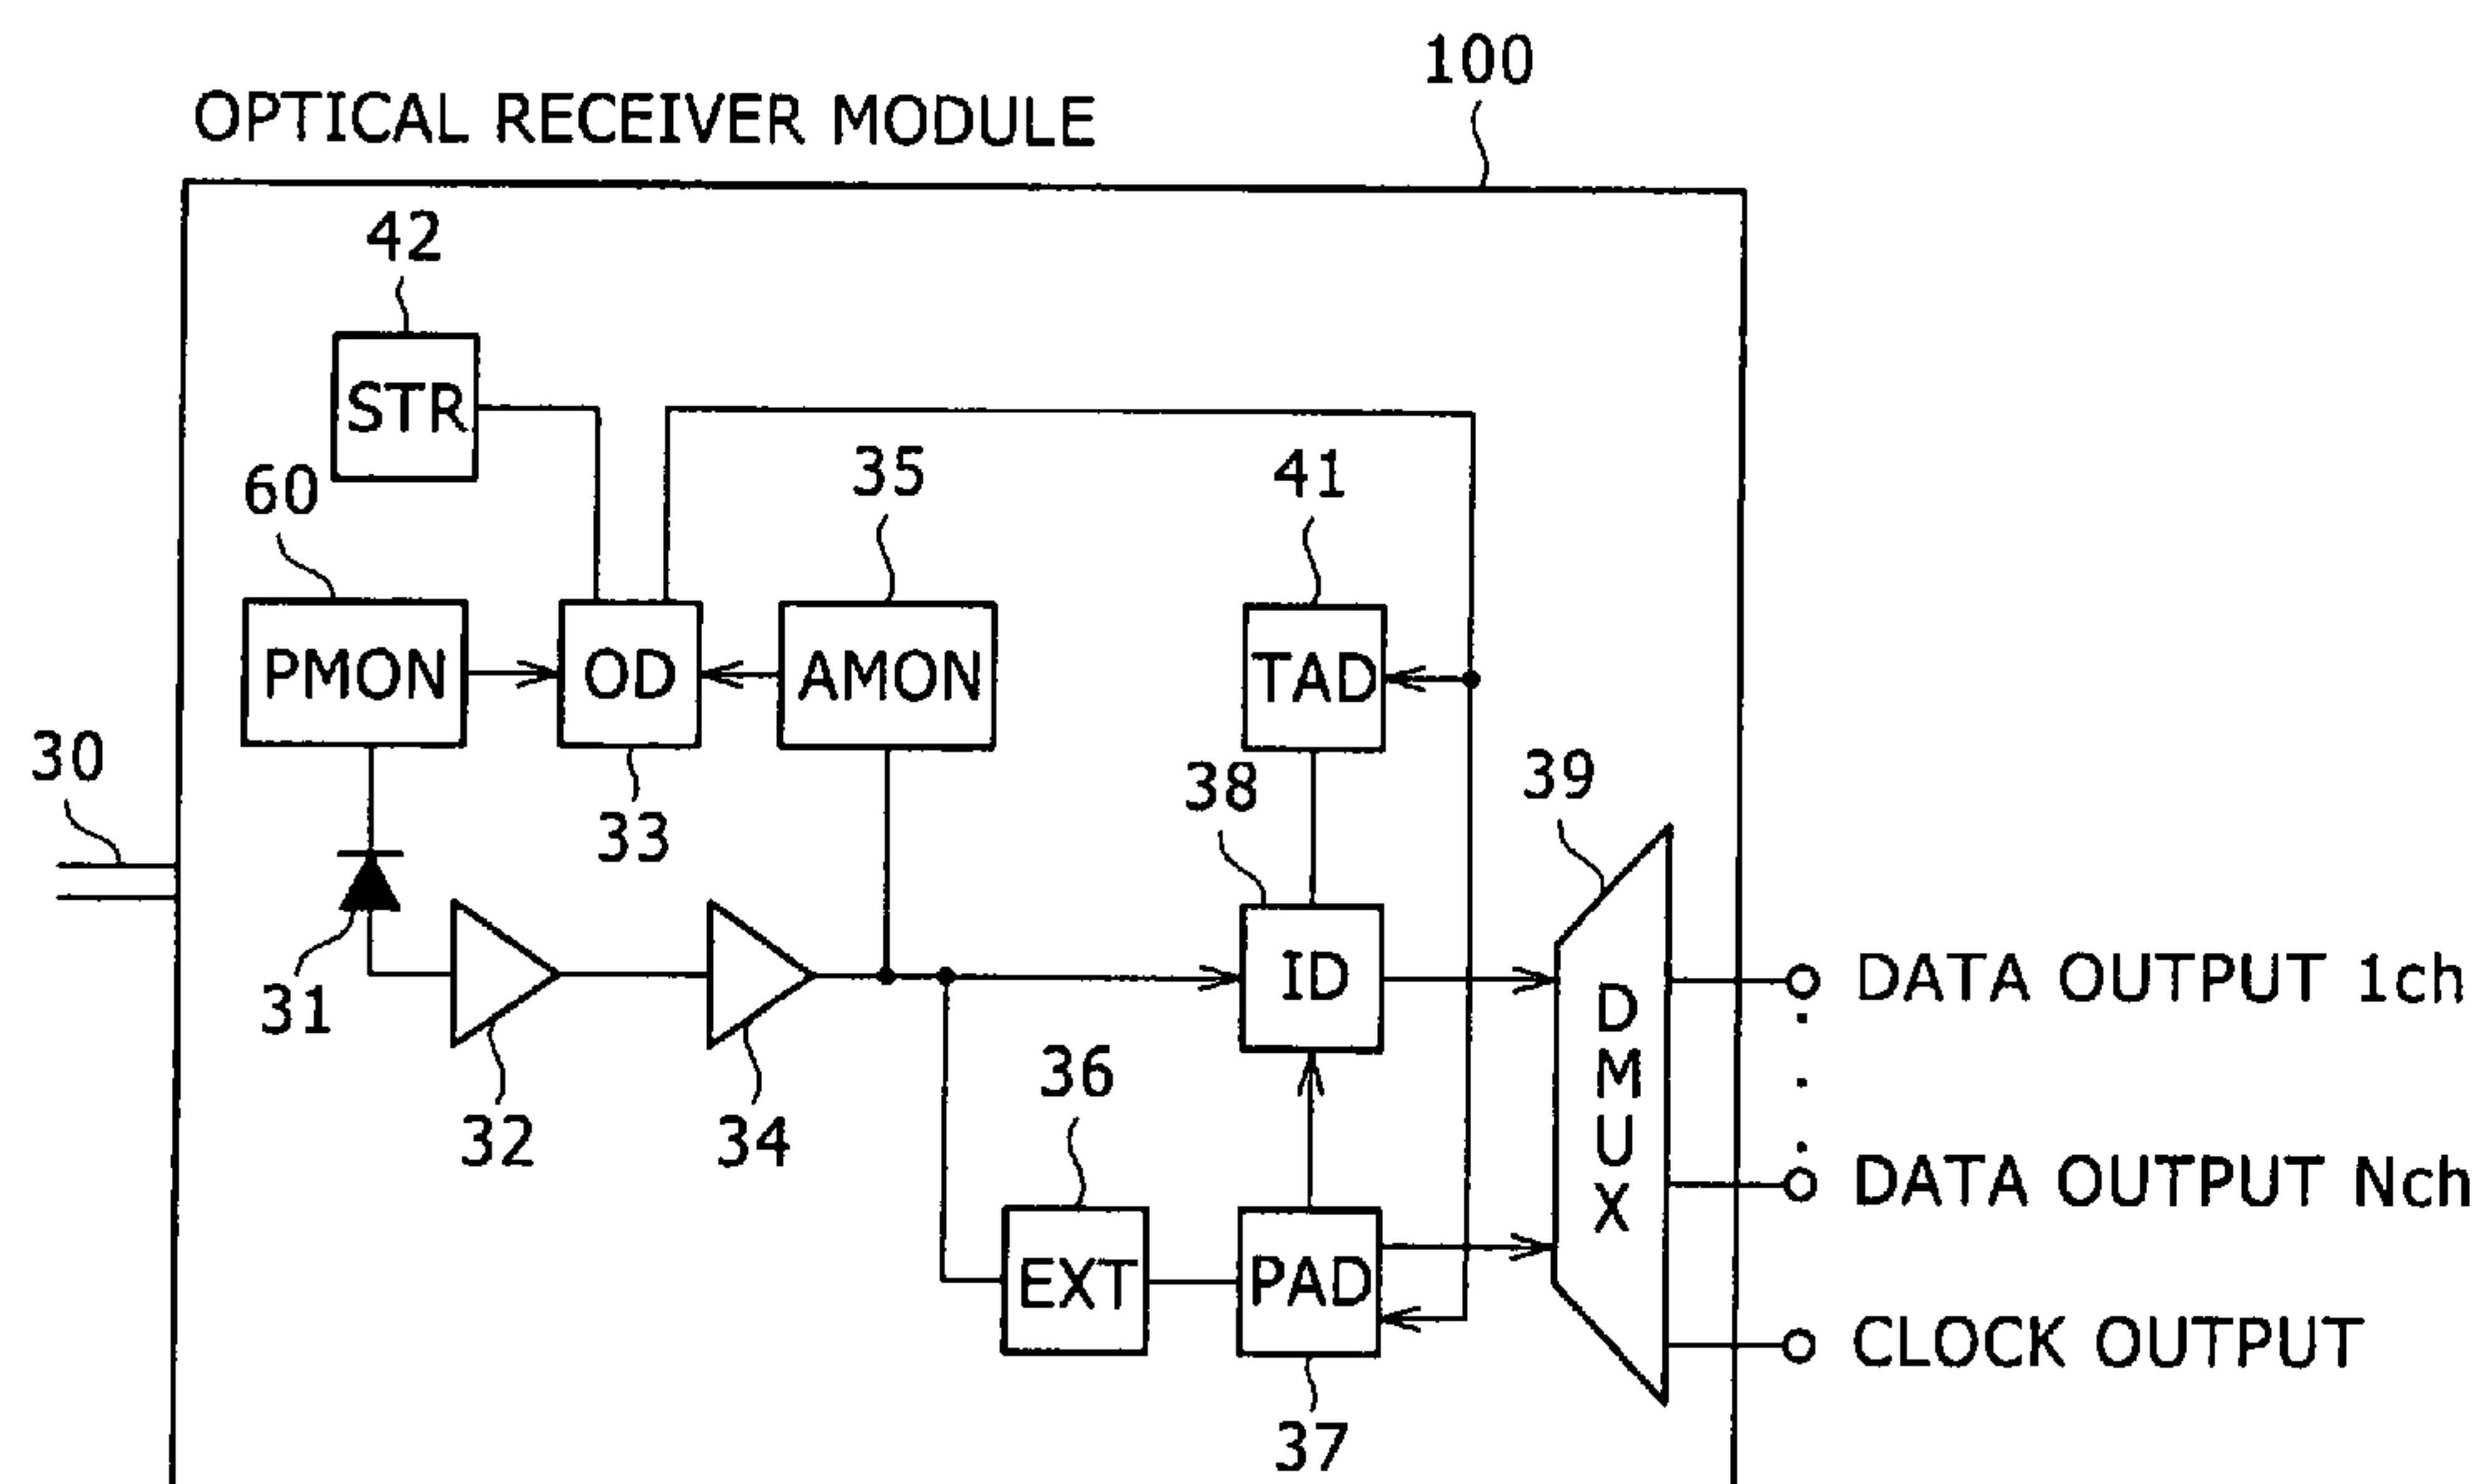 100
OPTICAL RECEIVER MODULE
42
STR
60
35
41
PMON
OD
AMON
TAD
30
33
38
39
31
32
34
ID
DMUX
DATA OUTPUT 1ch
DATA OUTPUT Nch
CLOCK OUTPUT
36
EXT
PAD
37